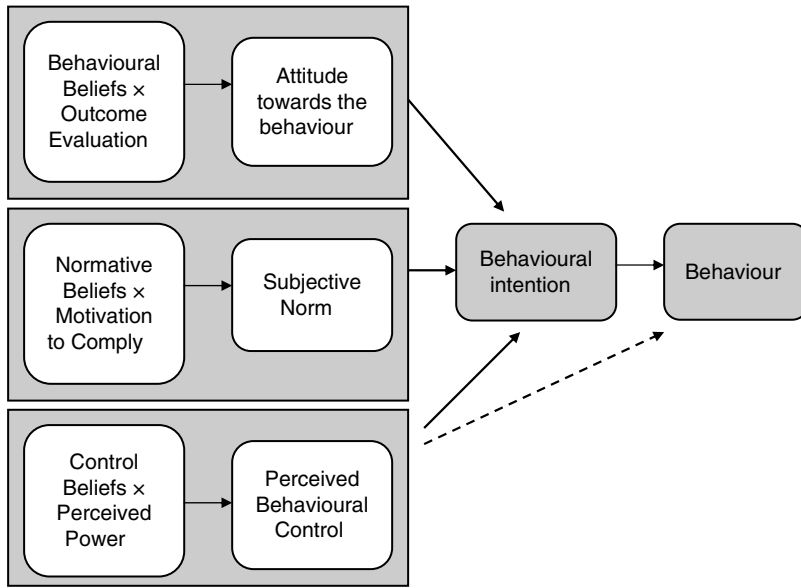 Behavioural
Beliefs ×
Outcome
Evaluation
Attitude
towards the
behaviour
Normative
Beliefs ×
Motivation
to Comply
Subjective
Norm
Behavioural
intention
Behaviour
Control
Beliefs ×
Perceived
Power
Perceived
Behavioural
Control